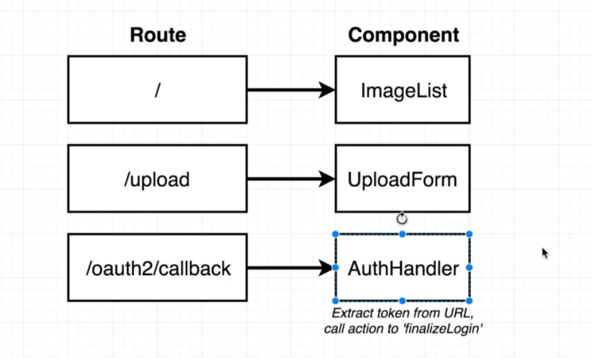 Route Component
/ ImageList
/upload UploadForm
/oauth2/callback AuthHandler
Extract token from URL,
call action to 'finalizeLogin'